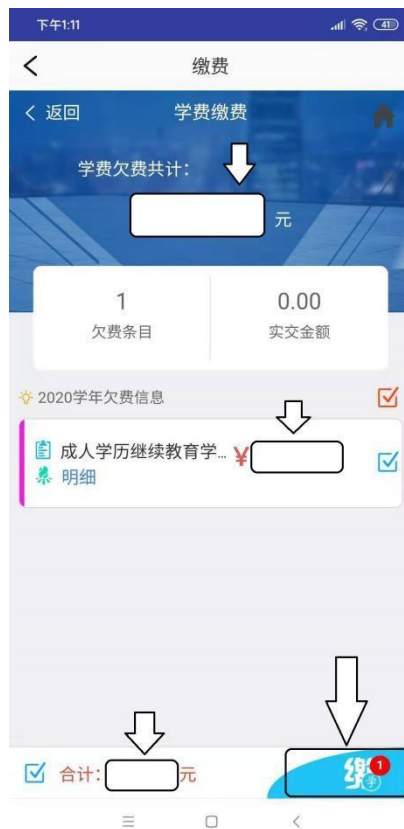 下午1:11
41
缴费
返回
学费缴费
学费欠费共计：
元
1
0.00
欠费条目
实交金额
2020学年欠费信息
成人学历继续教育学... ¥
明细
合计： 元
缴
1